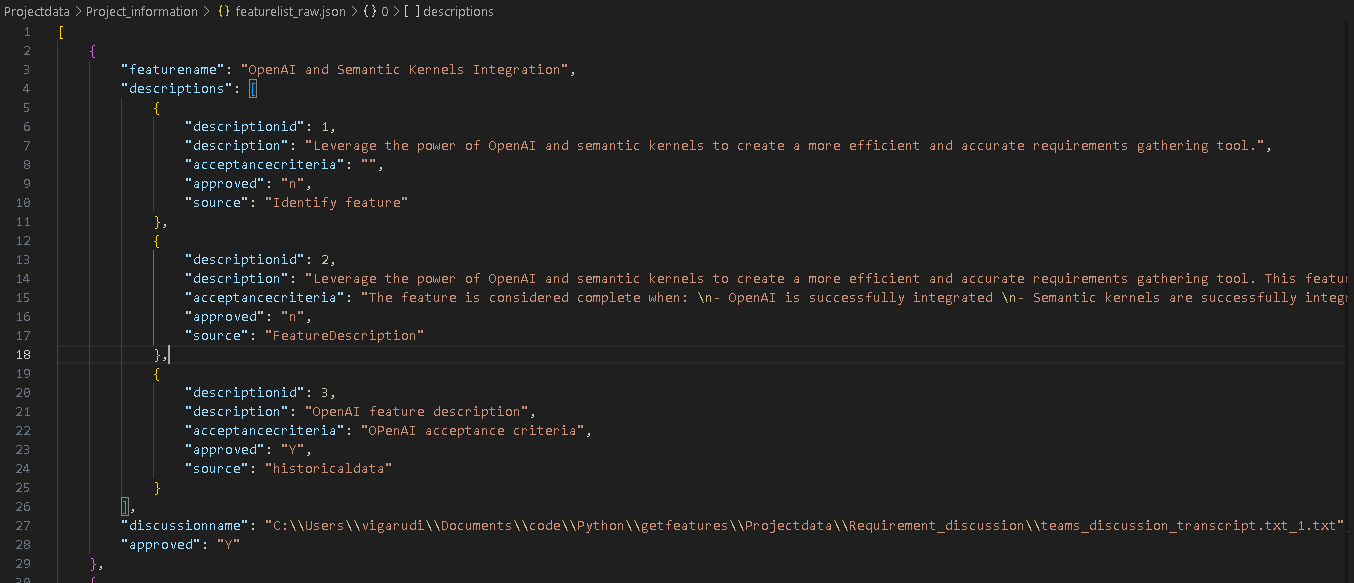 Projectdata > Project_information > {} featurelist_raw.json > {} 0 > [ ] descriptions
1 [
2 {
3 "featurename": "OpenAI and Semantic Kernels Integration",
4 "descriptions": [
5 {
6 "descriptionid": 1,
7 "description": "Leverage the power of OpenAI and semantic kernels to create a more efficient and accurate requirements gathering tool.",
8 "acceptancecriteria": "",
9 "approved": "n",
10 "source": "Identify feature"
11 },
12 {
13 "descriptionid": 2,
14 "description": "Leverage the power of OpenAI and semantic kernels to create a more efficient and accurate requirements gathering tool. This featur
15 "acceptancecriteria": "The feature is considered complete when: \n- OpenAI is successfully integrated \n- Semantic kernels are successfully integr
16 "approved": "n",
17 "source": "FeatureDescription"
18 },
19 {
20 "descriptionid": 3,
21 "description": "OpenAI feature description",
22 "acceptancecriteria": "OPenAI acceptance criteria",
23 "approved": "Y",
24 "source": "historicaldata"
25 }
26 ],
27 "discussionname": "C:\\Users\\vigarudi\\Documents\\code\\Python\\getfeatures\\Projectdata\\Requirement_discussion\\teams_discussion_transcript.txt_1.txt",
28 "approved": "Y"
29 },
30 {